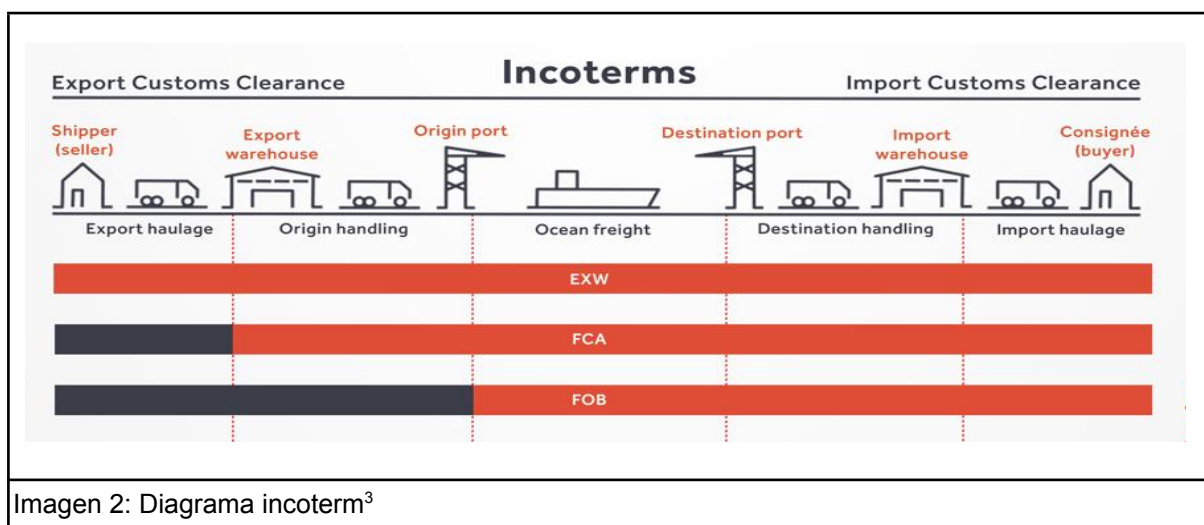 Incoterms
Export Customs Clearance
Import Customs Clearance
Shipper
(seller)
Export
warehouse
Origin port
Destination port
Import
warehouse
Consignée
(buyer)
Export haulage
Origin handling
Ocean freight
Destination handling
Import haulage
EXW
FCA
FOB
Imagen 2: Diagrama incoterm³